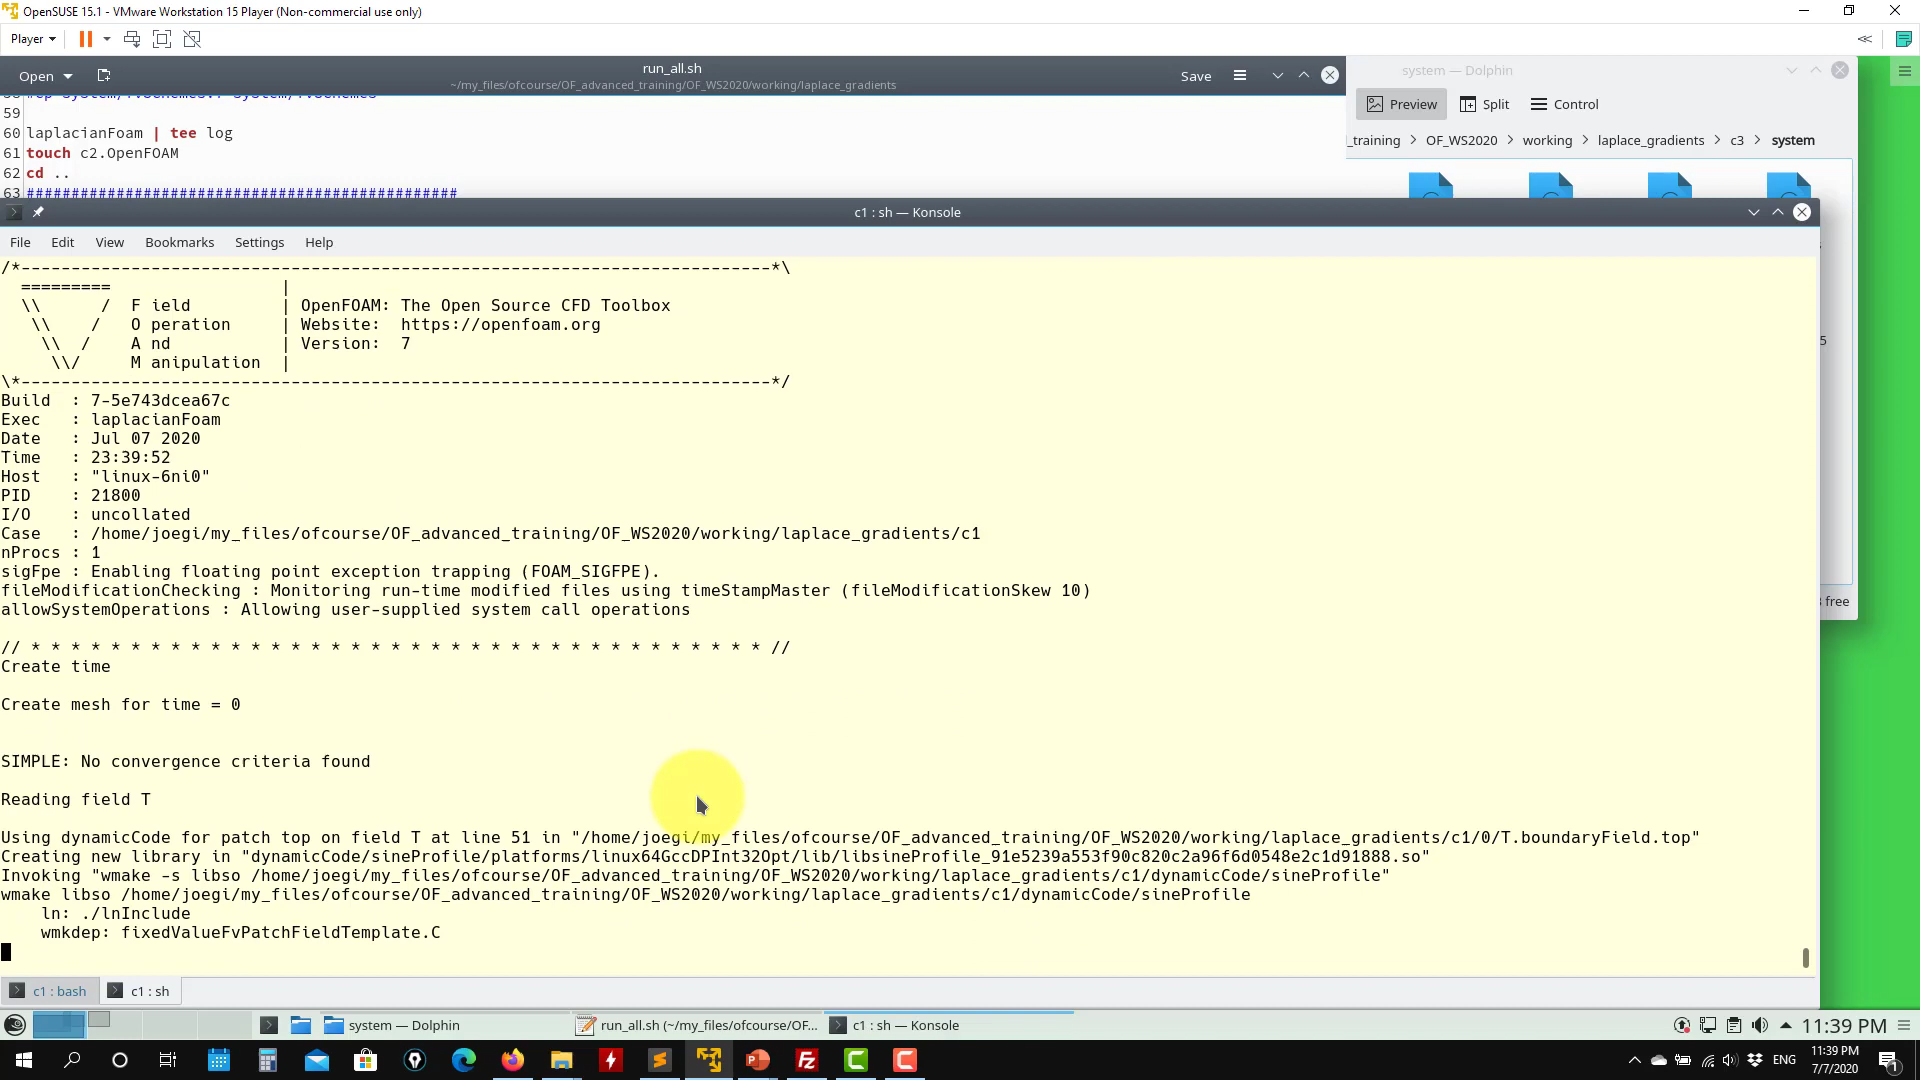 OpenSUSE 15.1 - VMware Workstation 15 Player (Non-commercial use only)
Player
Open
run_all.sh
~/my_files/ofcourse/OF_advanced_training/OF_WS2020/working/laplace_gradients
Save
system — Dolphin
Preview
Split
Control
_training > OF_WS2020 > working > laplace_gradients > c3 > system
59
60 laplacianFoam | tee log
61 touch c2.OpenFOAM
62 cd ..
63 ################################################
c1 : sh — Konsole
File Edit View Bookmarks Settings Help
/*---------------------------------------------------------------------------*\
  =========                 |
  \\      /  F ield         | OpenFOAM: The Open Source CFD Toolbox
   \\    /   O peration     | Website:  https://openfoam.org
    \\  /    A nd           | Version:  7
     \\/     M anipulation  |
\*---------------------------------------------------------------------------*/
Build  : 7-5e743dcea67c
Exec   : laplacianFoam
Date   : Jul 07 2020
Time   : 23:39:52
Host   : "linux-6ni0"
PID    : 21800
I/O    : uncollated
Case   : /home/joegi/my_files/ofcourse/OF_advanced_training/OF_WS2020/working/laplace_gradients/c1
nProcs : 1
sigFpe : Enabling floating point exception trapping (FOAM_SIGFPE).
fileModificationChecking : Monitoring run-time modified files using timeStampMaster (fileModificationSkew 10)
allowSystemOperations : Allowing user-supplied system call operations
// * * * * * * * * * * * * * * * * * * * * * * * * * * * * * * * * * * * * * //
Create time
Create mesh for time = 0
SIMPLE: No convergence criteria found
Reading field T
Using dynamicCode for patch top on field T at line 51 in "/home/joegi/my_files/ofcourse/OF_advanced_training/OF_WS2020/working/laplace_gradients/c1/0/T.boundaryField.top"
Creating new library in "dynamicCode/sineProfile/platforms/linux64GccDPInt32Opt/lib/libsineProfile_91e5239a553f90c820c2a96f6d0548e2c1d91888.so"
Invoking "wmake -s libso /home/joegi/my_files/ofcourse/OF_advanced_training/OF_WS2020/working/laplace_gradients/c1/dynamicCode/sineProfile"
wmake libso /home/joegi/my_files/ofcourse/OF_advanced_training/OF_WS2020/working/laplace_gradients/c1/dynamicCode/sineProfile
    ln: ./lnInclude
    wmkdep: fixedValueFvPatchFieldTemplate.C
5
free
c1 : bash
c1 : sh
system — Dolphin
run_all.sh (~/my_files/ofcourse/OF...
c1 : sh — Konsole
11:39 PM
ENG
11:39 PM
7/7/2020
1